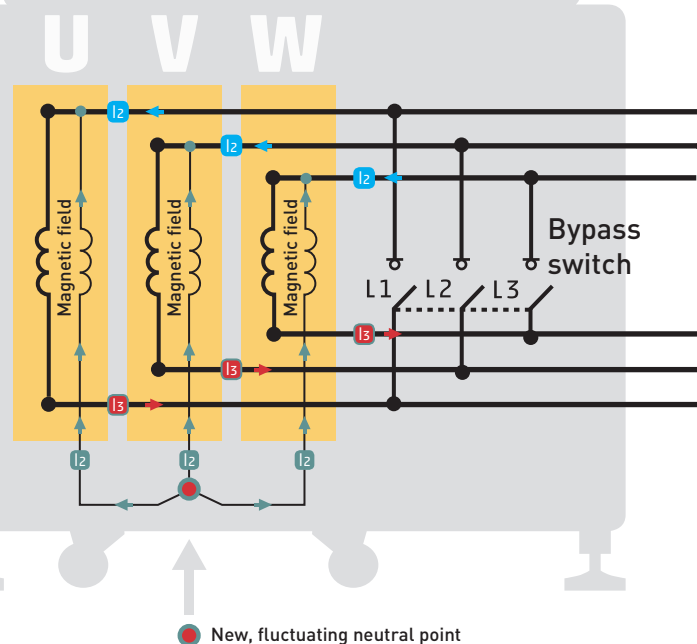 U V W
I2
I2
I2
Magnetic field
Magnetic field
Magnetic field
Bypass
switch
L1 L2 L3
I3
I3
I3
I2 I2 I2
New, fluctuating neutral point